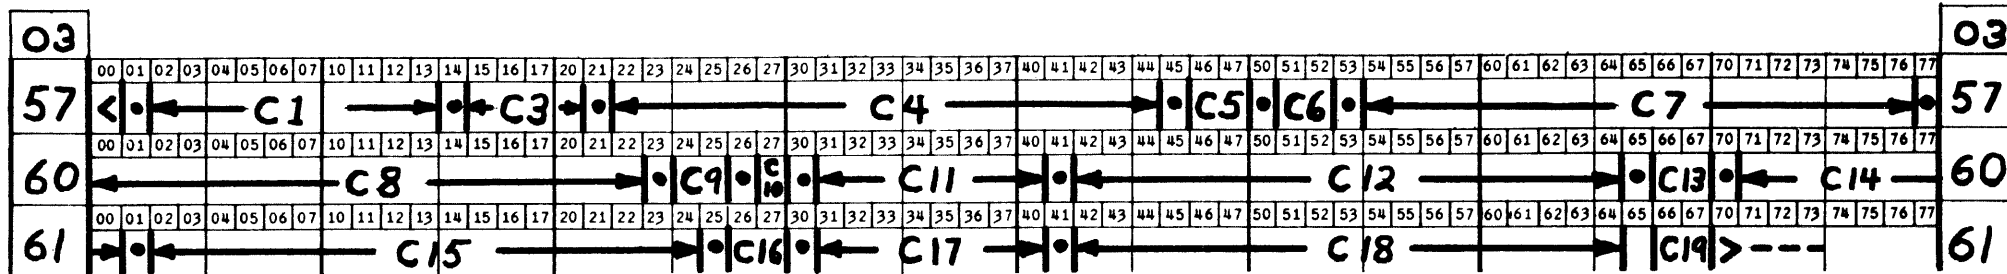 03 03
00 01 02 03 04 05 06 07 10 11 12 13 14 15 16 17 20 21 22 23 24 25 26 27 30 31 32 33 34 35 36 37 40 41 42 43 44 45 46 47 50 51 52 53 54 55 56 57 60 61 62 63 64 65 66 67 70 71 72 73 74 75 76 77
57 < • C1 • C3 • C4 • C5 • C6 • C7 • 57
00 01 02 03 04 05 06 07 10 11 12 13 14 15 16 17 20 21 22 23 24 25 26 27 30 31 32 33 34 35 36 37 40 41 42 43 44 45 46 47 50 51 52 53 54 55 56 57 60 61 62 63 64 65 66 67 70 71 72 73 74 75 76 77
60 C8 • C9 • C10 • C11 • C12 • C13 • C14 60
00 01 02 03 04 05 06 07 10 11 12 13 14 15 16 17 20 21 22 23 24 25 26 27 30 31 32 33 34 35 36 37 40 41 42 43 44 45 46 47 50 51 52 53 54 55 56 57 60 61 62 63 64 65 66 67 70 71 72 73 74 75 76 77
61 • C15 • C16 • C17 • C18 C19 > --- 61